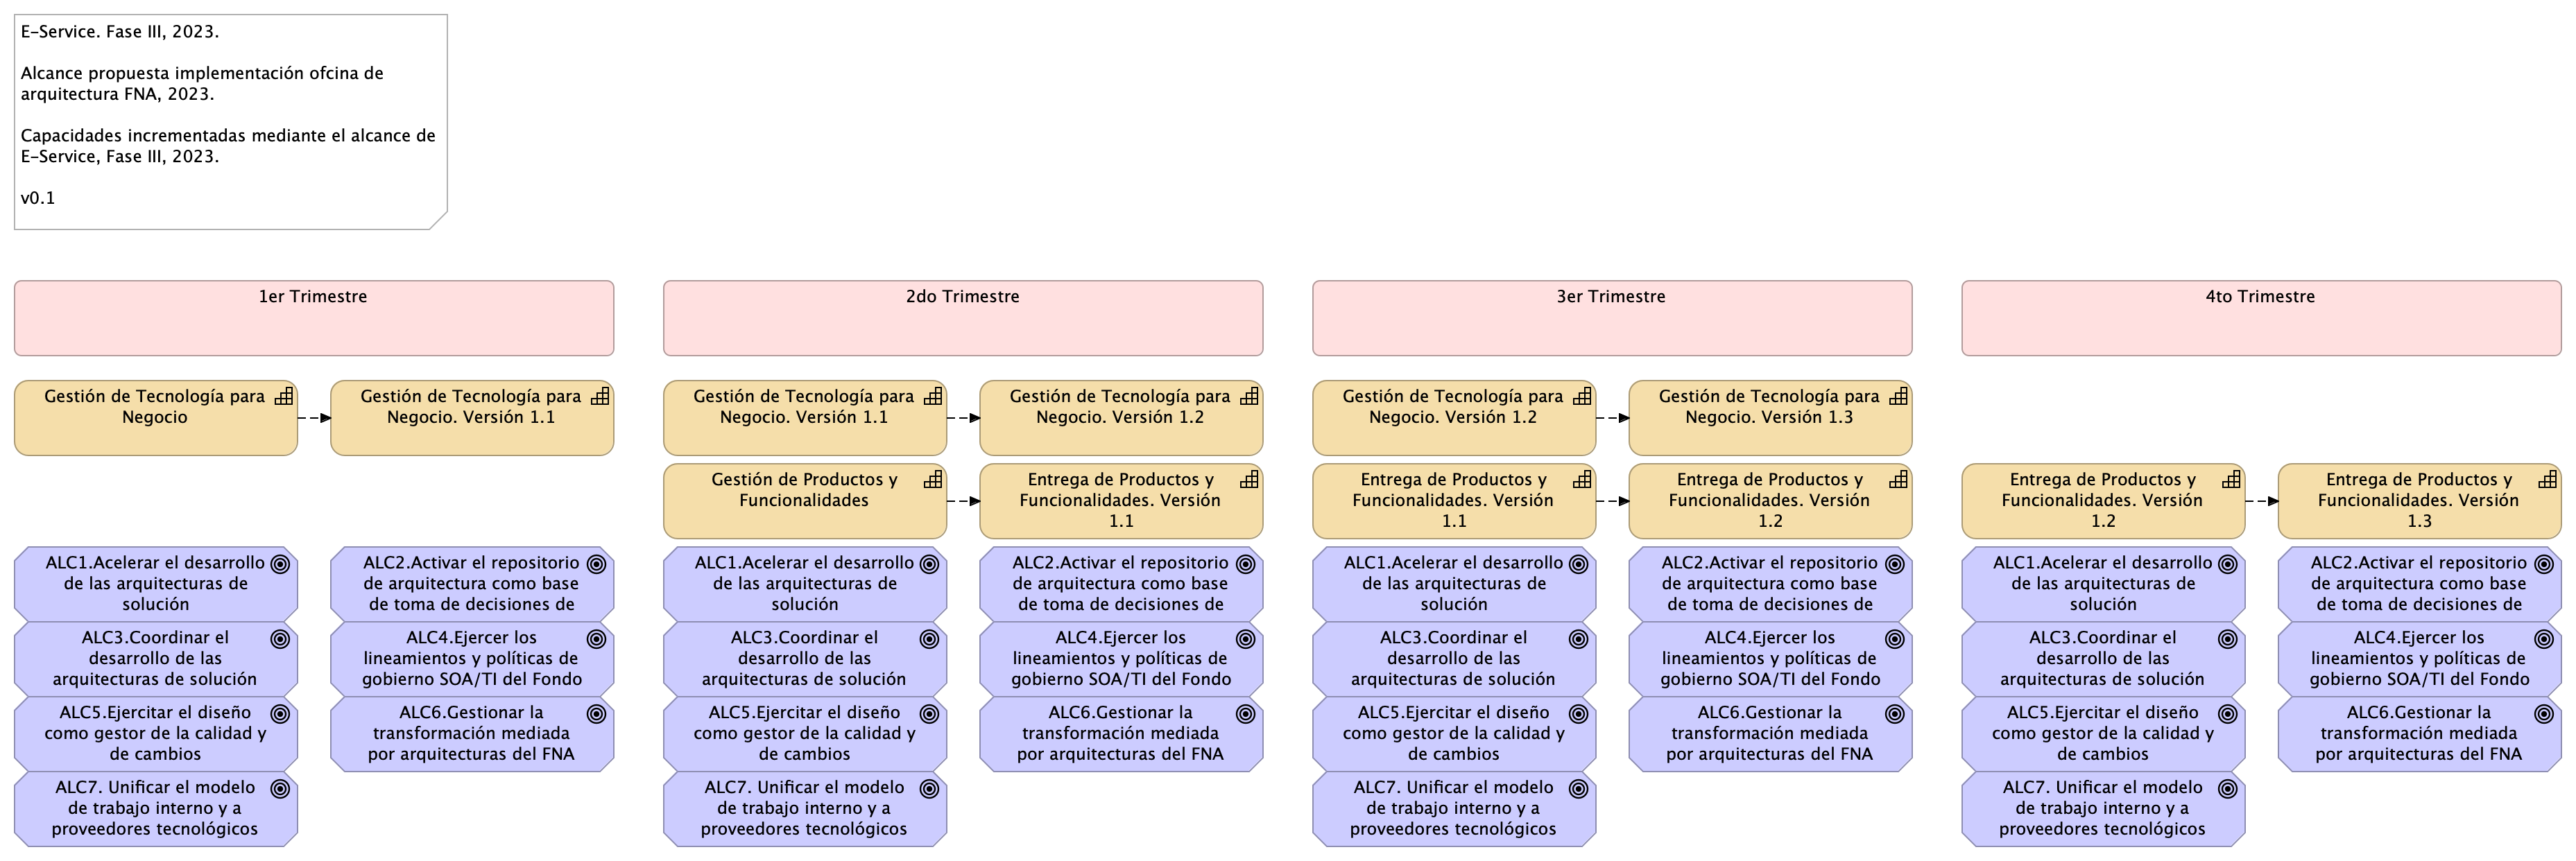 E-Service. Fase III, 2023.
Alcance propuesta implementación ofcina de
arquitectura FNA, 2023.
Capacidades incrementadas mediante el alcance de
E-Service, Fase III, 2023.
v0.1
1er Trimestre
2do Trimestre
3er Trimestre
4to Trimestre
Gestión de Tecnología para
Negocio
Gestión de Tecnología para
Negocio. Versión 1.1
Gestión de Tecnología para
Negocio. Versión 1.1
Gestión de Tecnología para
Negocio. Versión 1.2
Gestión de Tecnología para
Negocio. Versión 1.2
Gestión de Tecnología para
Negocio. Versión 1.3
Gestión de Productos y
Funcionalidades
Entrega de Productos y
Funcionalidades. Versión
1.1
Entrega de Productos y
Funcionalidades. Versión
1.1
Entrega de Productos y
Funcionalidades. Versión
1.2
Entrega de Productos y
Funcionalidades. Versión
1.2
Entrega de Productos y
Funcionalidades. Versión
1.3
ALC1.Acelerar el desarrollo
de las arquitecturas de
solución
ALC2.Activar el repositorio
de arquitectura como base
de toma de decisiones de
ALC1.Acelerar el desarrollo
de las arquitecturas de
solución
ALC2.Activar el repositorio
de arquitectura como base
de toma de decisiones de
ALC1.Acelerar el desarrollo
de las arquitecturas de
solución
ALC2.Activar el repositorio
de arquitectura como base
de toma de decisiones de
ALC1.Acelerar el desarrollo
de las arquitecturas de
solución
ALC2.Activar el repositorio
de arquitectura como base
de toma de decisiones de
ALC3.Coordinar el
desarrollo de las
arquitecturas de solución
ALC4.Ejercer los
lineamientos y políticas de
gobierno SOA/TI del Fondo
ALC3.Coordinar el
desarrollo de las
arquitecturas de solución
ALC4.Ejercer los
lineamientos y políticas de
gobierno SOA/TI del Fondo
ALC3.Coordinar el
desarrollo de las
arquitecturas de solución
ALC4.Ejercer los
lineamientos y políticas de
gobierno SOA/TI del Fondo
ALC3.Coordinar el
desarrollo de las
arquitecturas de solución
ALC4.Ejercer los
lineamientos y políticas de
gobierno SOA/TI del Fondo
ALC5.Ejercitar el diseño
como gestor de la calidad y
de cambios
ALC6.Gestionar la
transformación mediada
por arquitecturas del FNA
ALC5.Ejercitar el diseño
como gestor de la calidad y
de cambios
ALC6.Gestionar la
transformación mediada
por arquitecturas del FNA
ALC5.Ejercitar el diseño
como gestor de la calidad y
de cambios
ALC6.Gestionar la
transformación mediada
por arquitecturas del FNA
ALC5.Ejercitar el diseño
como gestor de la calidad y
de cambios
ALC6.Gestionar la
transformación mediada
por arquitecturas del FNA
ALC7. Unificar el modelo
de trabajo interno y a
proveedores tecnológicos
ALC7. Unificar el modelo
de trabajo interno y a
proveedores tecnológicos
ALC7. Unificar el modelo
de trabajo interno y a
proveedores tecnológicos
ALC7. Unificar el modelo
de trabajo interno y a
proveedores tecnológicos